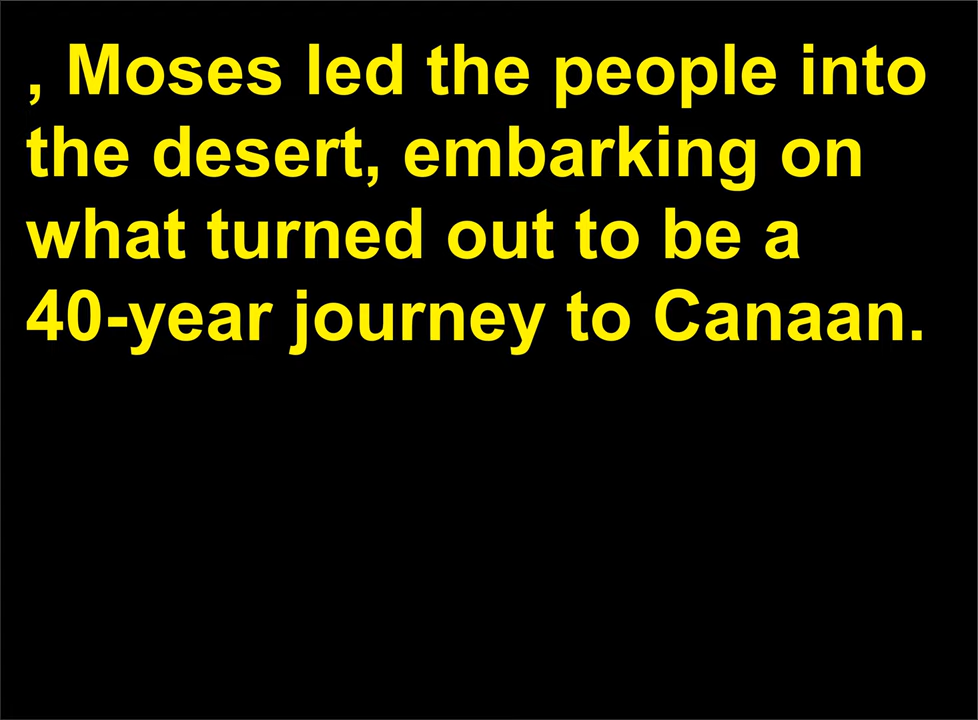 , Moses led the people into
the desert, embarking on
what turned out to be a
40-year journey to Canaan.